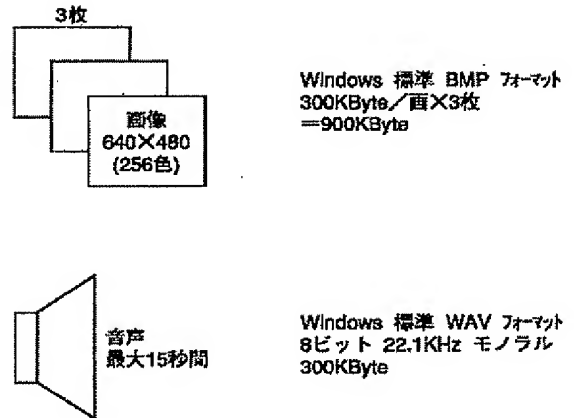 3枚
画像
640×480
(256色)
Windows 標準 BMP フォーマット
300KByte/画×3枚
=900KByte
音声
最大15秒間
Windows 標準 WAV フォーマット
8ビット 22.1KHz モノラル
300KByte